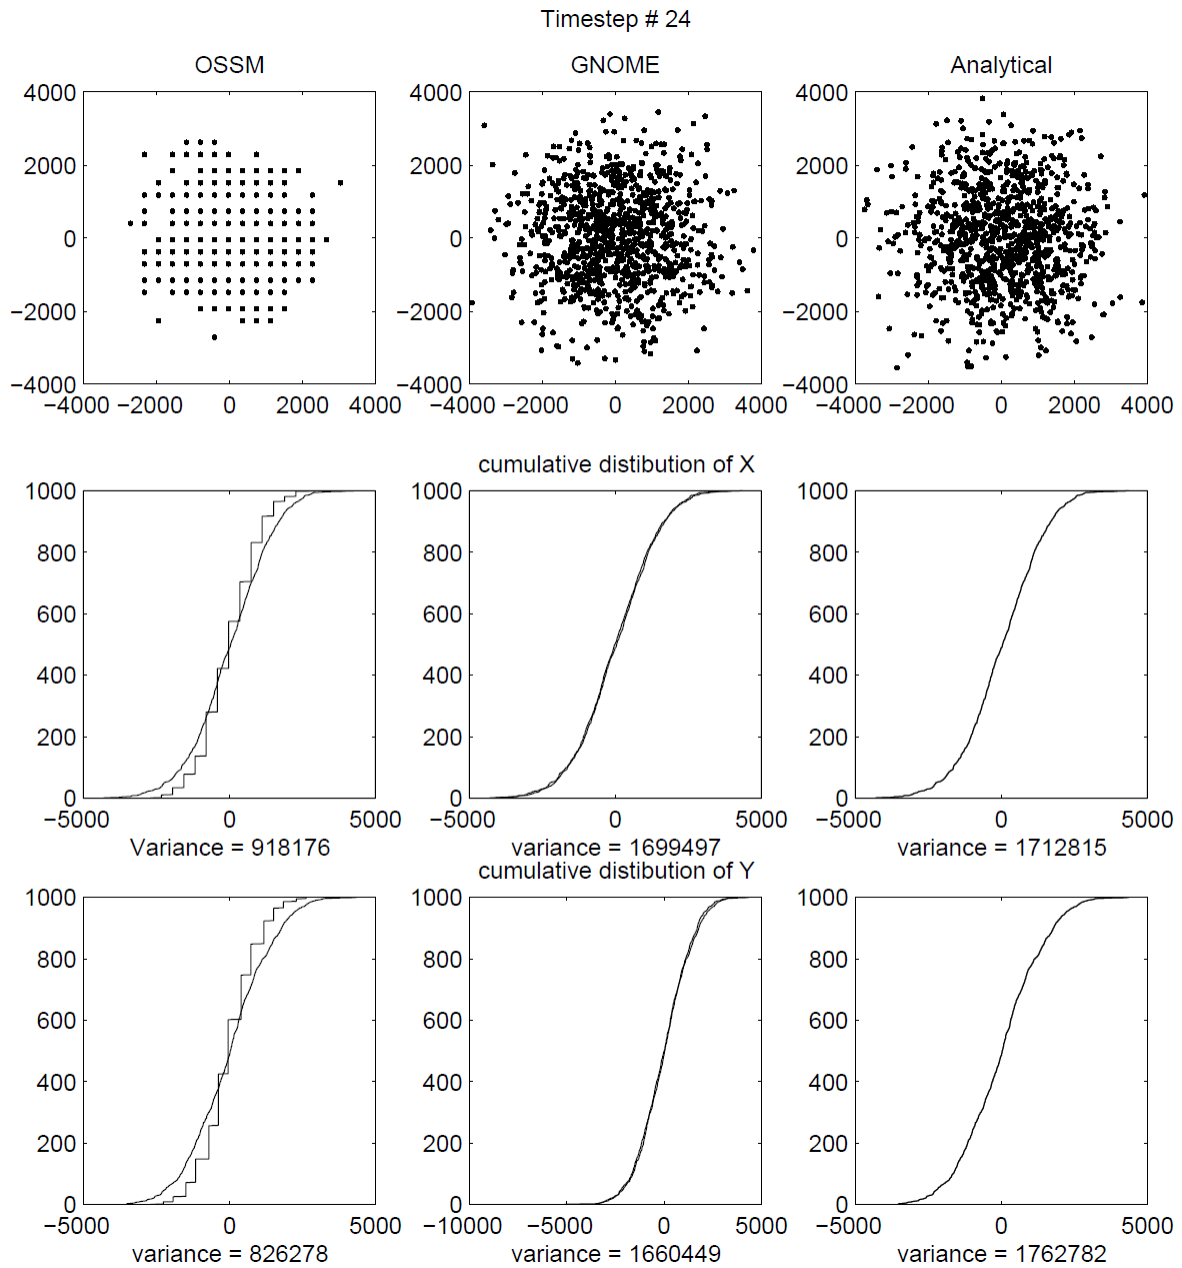 Timestep # 24
OSSM GNOME Analytical
4000 4000 4000
2000 2000 2000
0 0 0
−2000 −2000 −2000
−4000 −4000 −4000
−4000 −2000 0 2000 4000 −4000 −2000 0 2000 4000 −4000 −2000 0 2000 4000
cumulative distibution of X
1000 1000 1000
800 800 800
600 600 600
400 400 400
200 200 200
0 0 0
−5000 0 5000 −5000 0 5000 −5000 0 5000
Variance = 918176 variance = 1699497 variance = 1712815
cumulative distibution of Y
1000 1000 1000
800 800 800
600 600 600
400 400 400
200 200 200
0 0 0
−5000 0 5000 −10000 −5000 0 5000 −5000 0 5000
variance = 826278 variance = 1660449 variance = 1762782